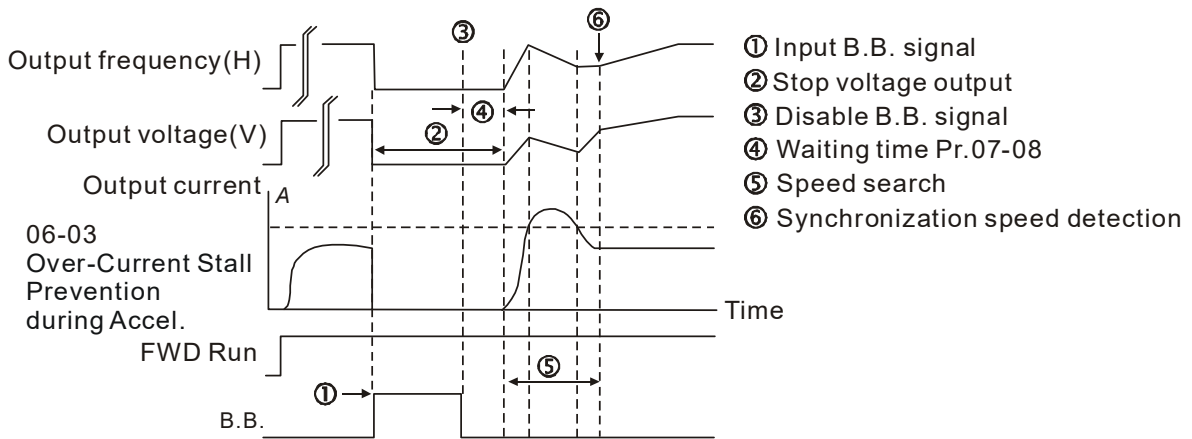 ⑥
③
Output frequency(H)
④
Output voltage(V)
②
Output current
A
06-03
Over-Current Stall
Prevention
during Accel.
Time
FWD Run
⑤
①
B.B.
① Input B.B. signal
② Stop voltage output
③ Disable B.B. signal
④ Waiting time Pr.07-08
⑤ Speed search
⑥ Synchronization speed detection